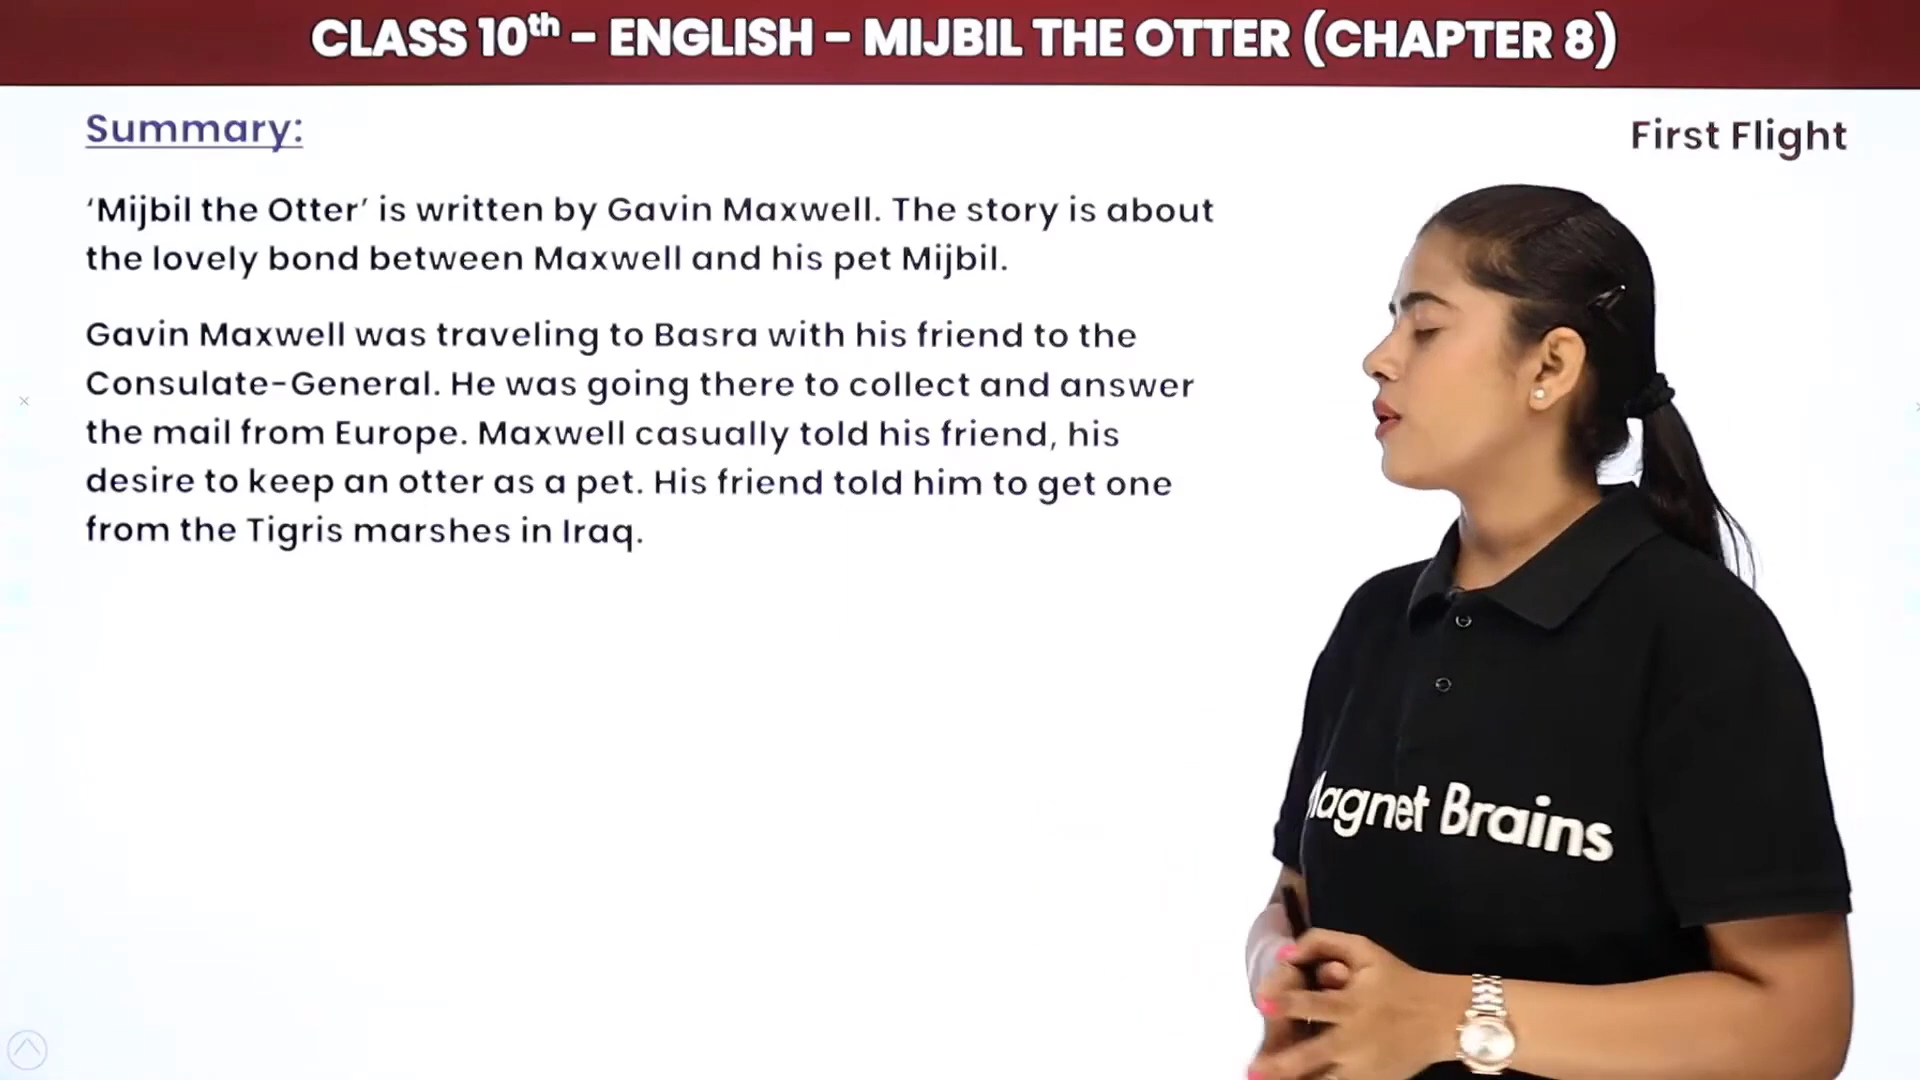 CLASS 10th - ENGLISH - MIJBIL THE OTTER (CHAPTER 8)
Summary:
First Flight
‘Mijbil the Otter’ is written by Gavin Maxwell. The story is about
the lovely bond between Maxwell and his pet Mijbil.
Gavin Maxwell was traveling to Basra with his friend to the
Consulate-General. He was going there to collect and answer
the mail from Europe. Maxwell casually told his friend, his
desire to keep an otter as a pet. His friend told him to get one
from the Tigris marshes in Iraq.
Magnet Brains